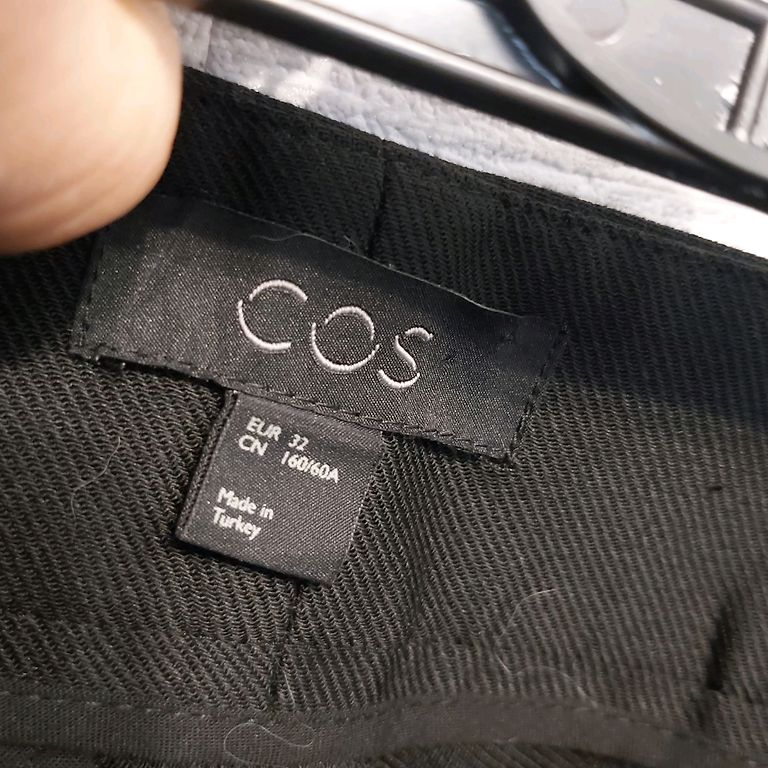 COS
EUR 32
CN 160/60A
Made in
Turkey